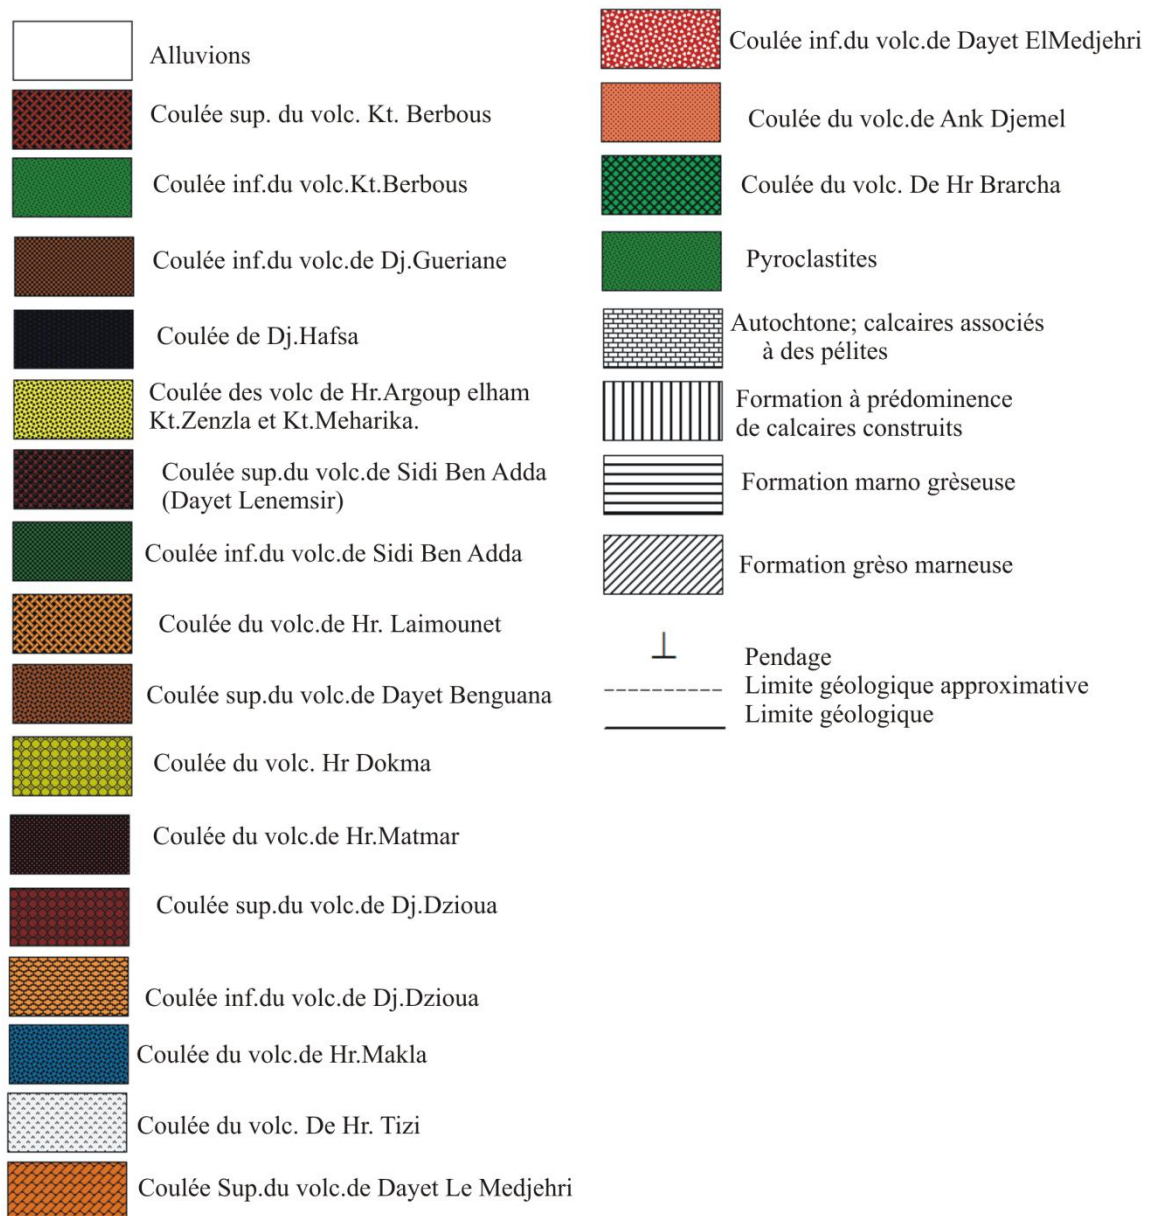 Alluvions
Coulée sup. du volc. Kt. Berbous
Coulée inf.du volc.Kt.Berbous
Coulée inf.du volc.de Dj.Gueriane
Coulée de Dj.Hafsa
Coulée des volc de Hr.Argoup elham
Kt.Zenzla et Kt.Meharika.
Coulée sup.du volc.de Sidi Ben Adda
(Dayet Lenemsir)
Coulée inf.du volc.de Sidi Ben Adda
Coulée du volc.de Hr. Laimounet
Coulée sup.du volc.de Dayet Benguana
Coulée du volc. Hr Dokma
Coulée du volc.de Hr.Matmar
Coulée sup.du volc.de Dj.Dzioua
Coulée inf.du volc.de Dj.Dzioua
Coulée du volc.de Hr.Makla
Coulée du volc. De Hr. Tizi
Coulée Sup.du volc.de Dayet Le Medjehri
Coulée inf.du volc.de Dayet ElMedjehri
Coulée du volc.de Ank Djemel
Coulée du volc. De Hr Brarcha
Pyroclastites
Autochtone; calcaires associés
à des pélites
Formation à prédominence
de calcaires construits
Formation marno grèseuse
Formation grèso marneuse
Pendage
Limite géologique approximative
Limite géologique